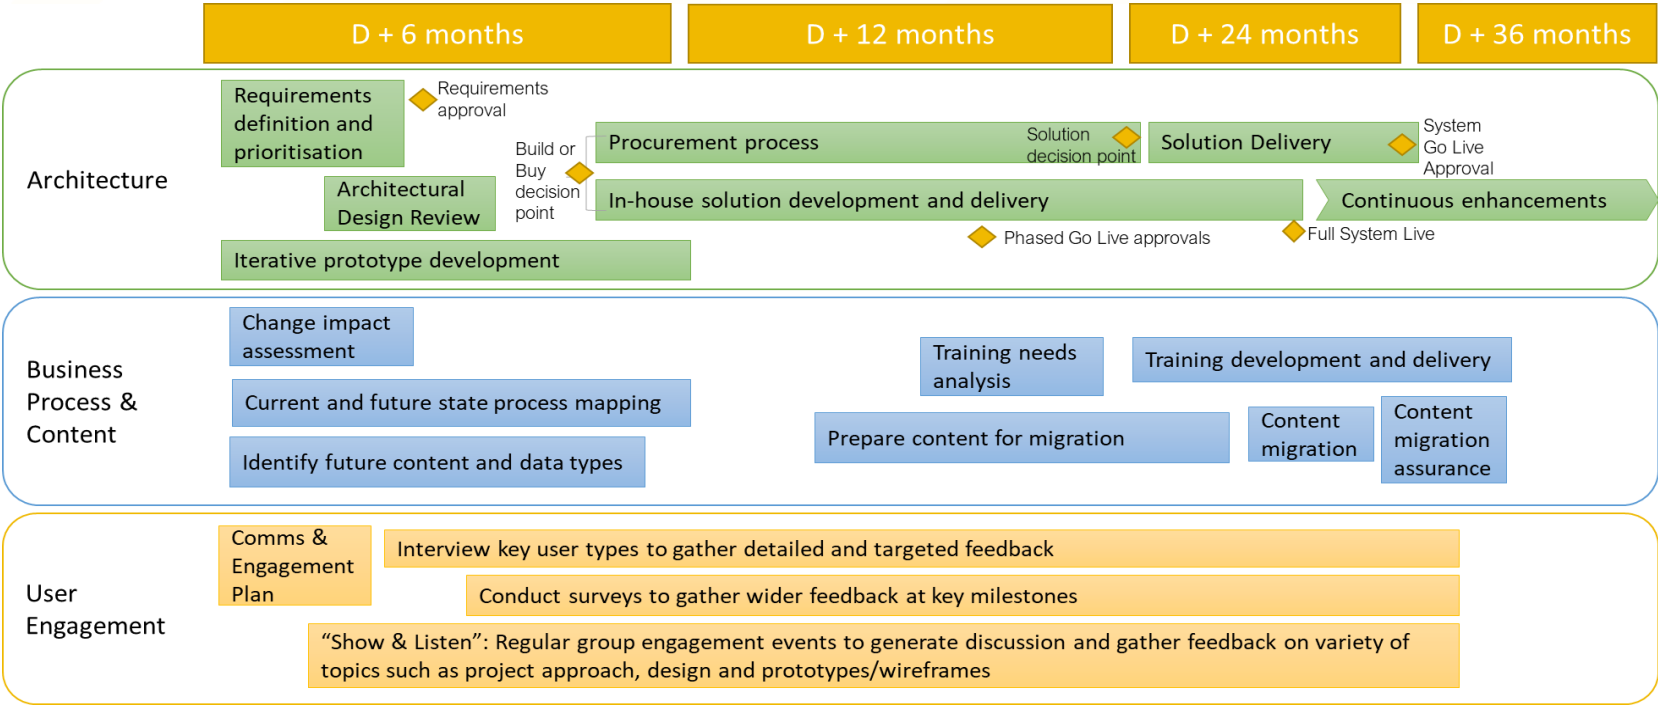 D + 6 months
D + 12 months
D + 24 months
D + 36 months
Architecture
Requirements
definition and
prioritisation
Requirements
approval
Architectural
Design Review
Build or
Buy
decision
point
Procurement process
Solution
decision point
Solution Delivery
System
Go Live
Approval
In-house solution development and delivery
Continuous enhancements
Phased Go Live approvals
Full System Live
Iterative prototype development
Business
Process &
Content
Change impact
assessment
Current and future state process mapping
Identify future content and data types
Training needs
analysis
Training development and delivery
Prepare content for migration
Content
migration
Content
migration
assurance
User
Engagement
Comms &
Engagement
Plan
Interview key user types to gather detailed and targeted feedback
Conduct surveys to gather wider feedback at key milestones
“Show & Listen”: Regular group engagement events to generate discussion and gather feedback on variety of
topics such as project approach, design and prototypes/wireframes